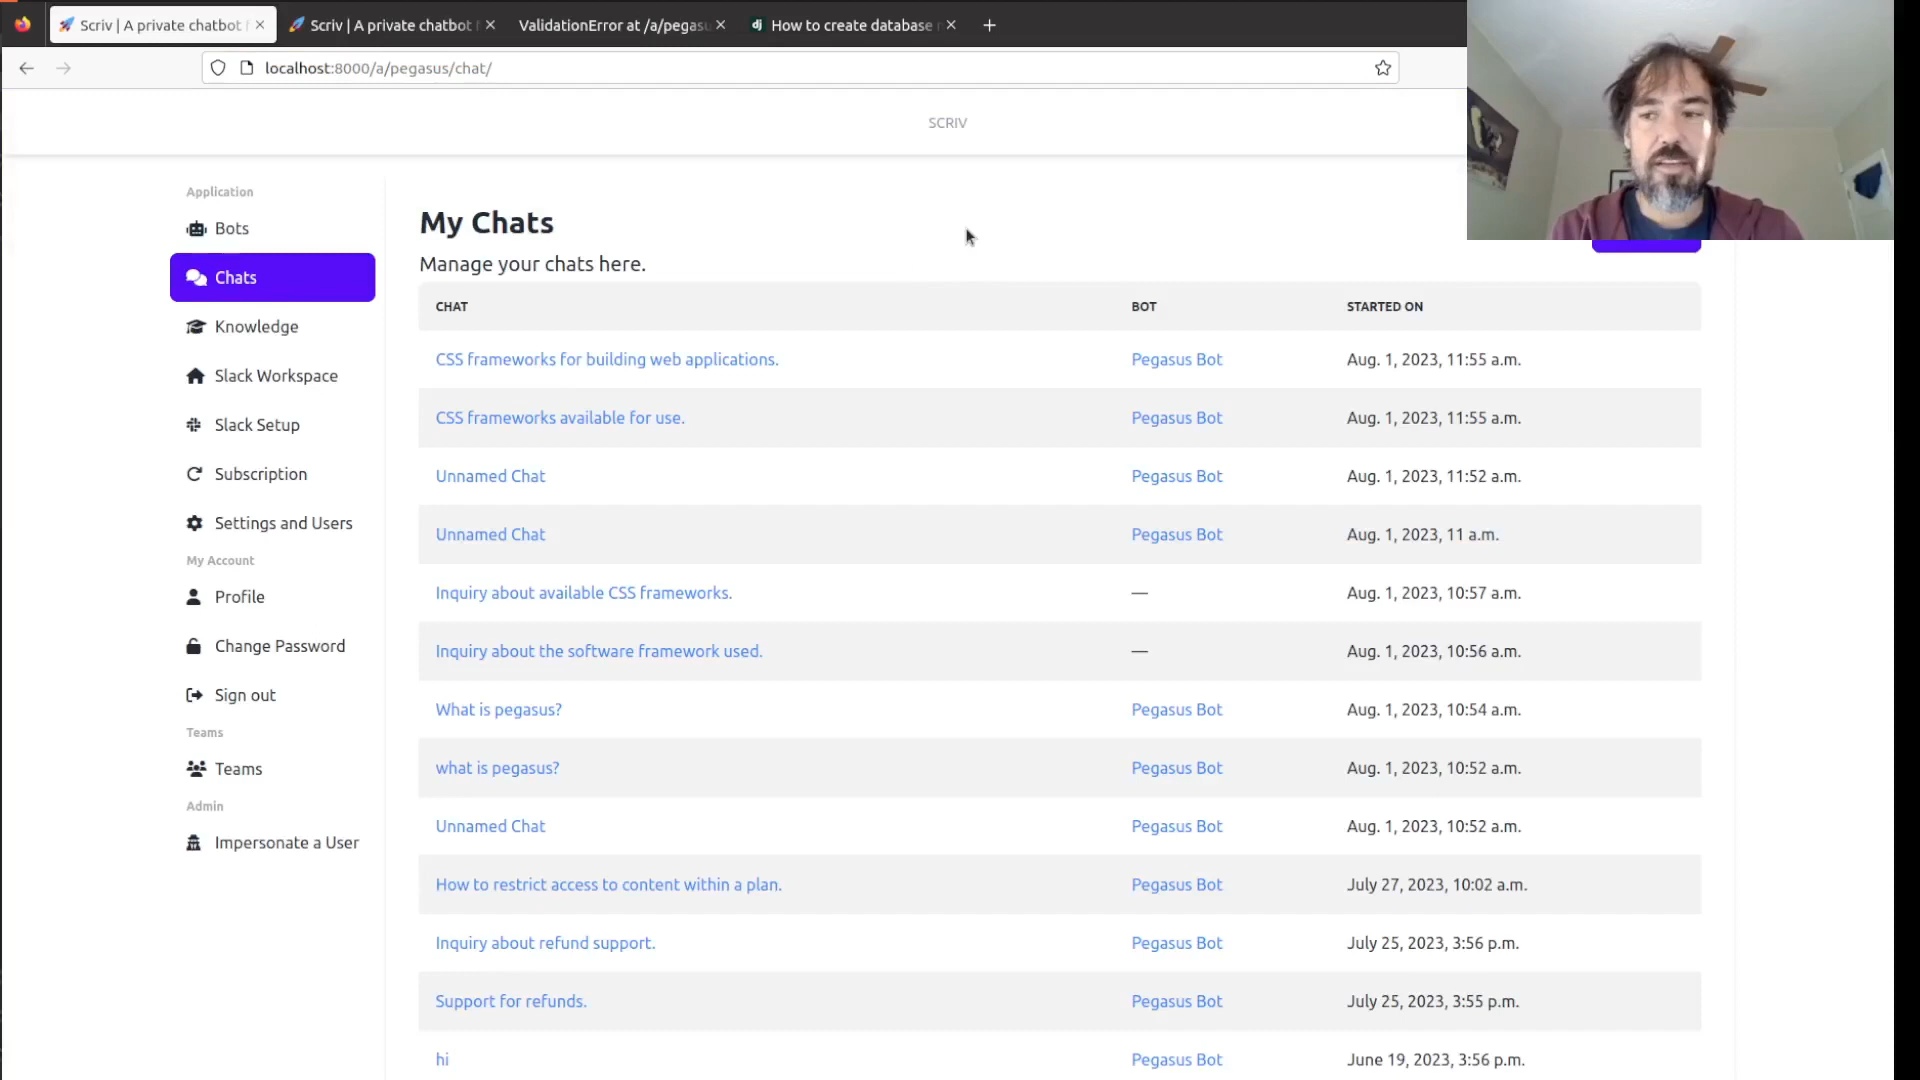 Scriv | A private chatbot f
Scriv | A private chatbot f
ValidationError at /a/pegasu
How to create database
localhost:8000/a/pegasus/chat/
SCRIV
Application
Bots
Chats
Knowledge
Slack Workspace
Slack Setup
Subscription
Settings and Users
My Account
Profile
Change Password
Sign out
Teams
Teams
Admin
Impersonate a User
My Chats
Manage your chats here.
CHAT BOT STARTED ON
CSS frameworks for building web applications. Pegasus Bot Aug. 1, 2023, 11:55 a.m.
CSS frameworks available for use. Pegasus Bot Aug. 1, 2023, 11:55 a.m.
Unnamed Chat Pegasus Bot Aug. 1, 2023, 11:52 a.m.
Unnamed Chat Pegasus Bot Aug. 1, 2023, 11 a.m.
Inquiry about available CSS frameworks. — Aug. 1, 2023, 10:57 a.m.
Inquiry about the software framework used. — Aug. 1, 2023, 10:56 a.m.
What is pegasus? Pegasus Bot Aug. 1, 2023, 10:54 a.m.
what is pegasus? Pegasus Bot Aug. 1, 2023, 10:52 a.m.
Unnamed Chat Pegasus Bot Aug. 1, 2023, 10:52 a.m.
How to restrict access to content within a plan. Pegasus Bot July 27, 2023, 10:02 a.m.
Inquiry about refund support. Pegasus Bot July 25, 2023, 3:56 p.m.
Support for refunds. Pegasus Bot July 25, 2023, 3:55 p.m.
hi Pegasus Bot June 19, 2023, 3:56 p.m.